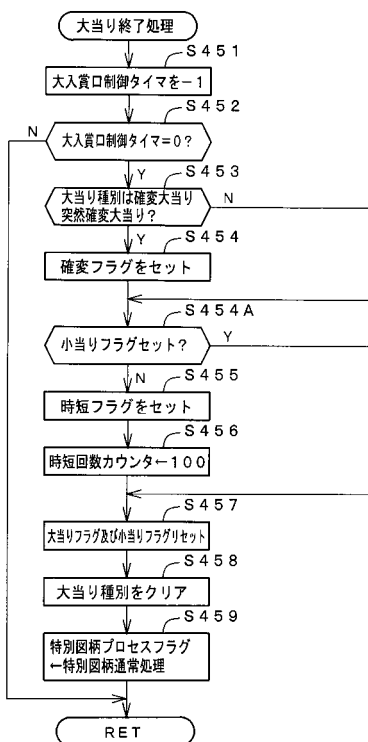 大当り終了処理
S451
大入賞口制御タイマを－1
S452
大入賞口制御タイマ＝0？
N
Y
S453
大当り種別は確変大当り
突然確変大当り？
N
Y
S454
確変フラグをセット
S454A
小当りフラグセット？
Y
N
S455
時短フラグをセット
S456
時短回数カウンタ←100
S457
大当りフラグ及び小当りフラグリセット
S458
大当り種別をクリア
S459
特別図柄プロセスフラグ
←特別図柄通常処理
RET